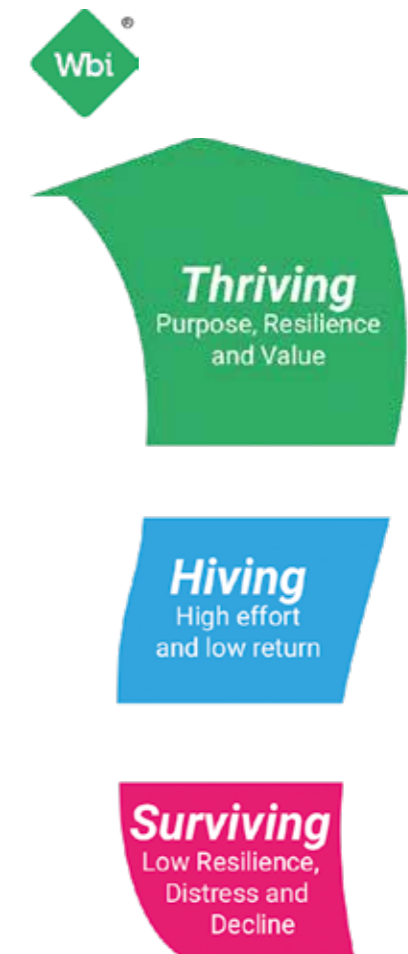 Wbi®
Thriving
Purpose, Resilience
and Value
Hiving
High effort
and low return
Surviving
Low Resilience,
Distress and
Decline